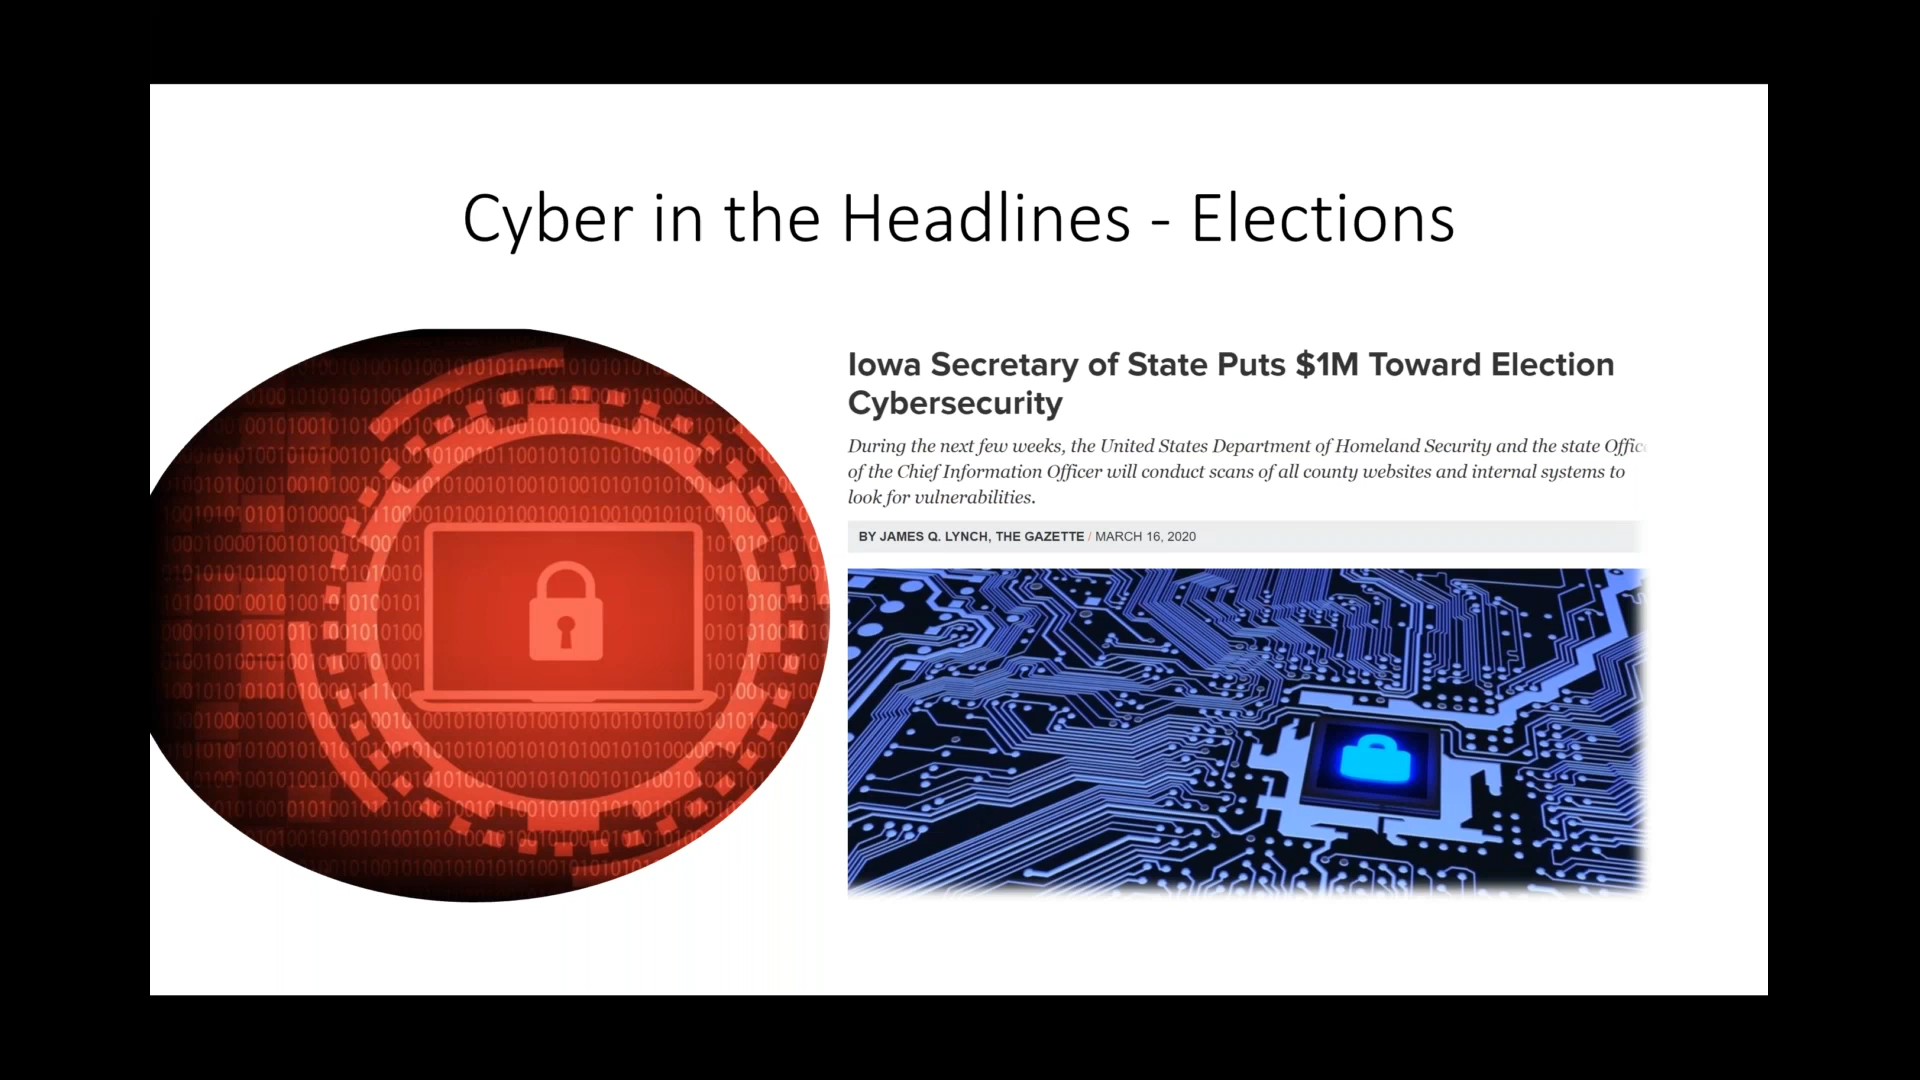 Cyber in the Headlines - Elections
Iowa Secretary of State Puts $1M Toward Election
Cybersecurity
During the next few weeks, the United States Department of Homeland Security and the state Office
of the Chief Information Officer will conduct scans of all county websites and internal systems to
look for vulnerabilities.
BY JAMES Q. LYNCH, THE GAZETTE / MARCH 16, 2020